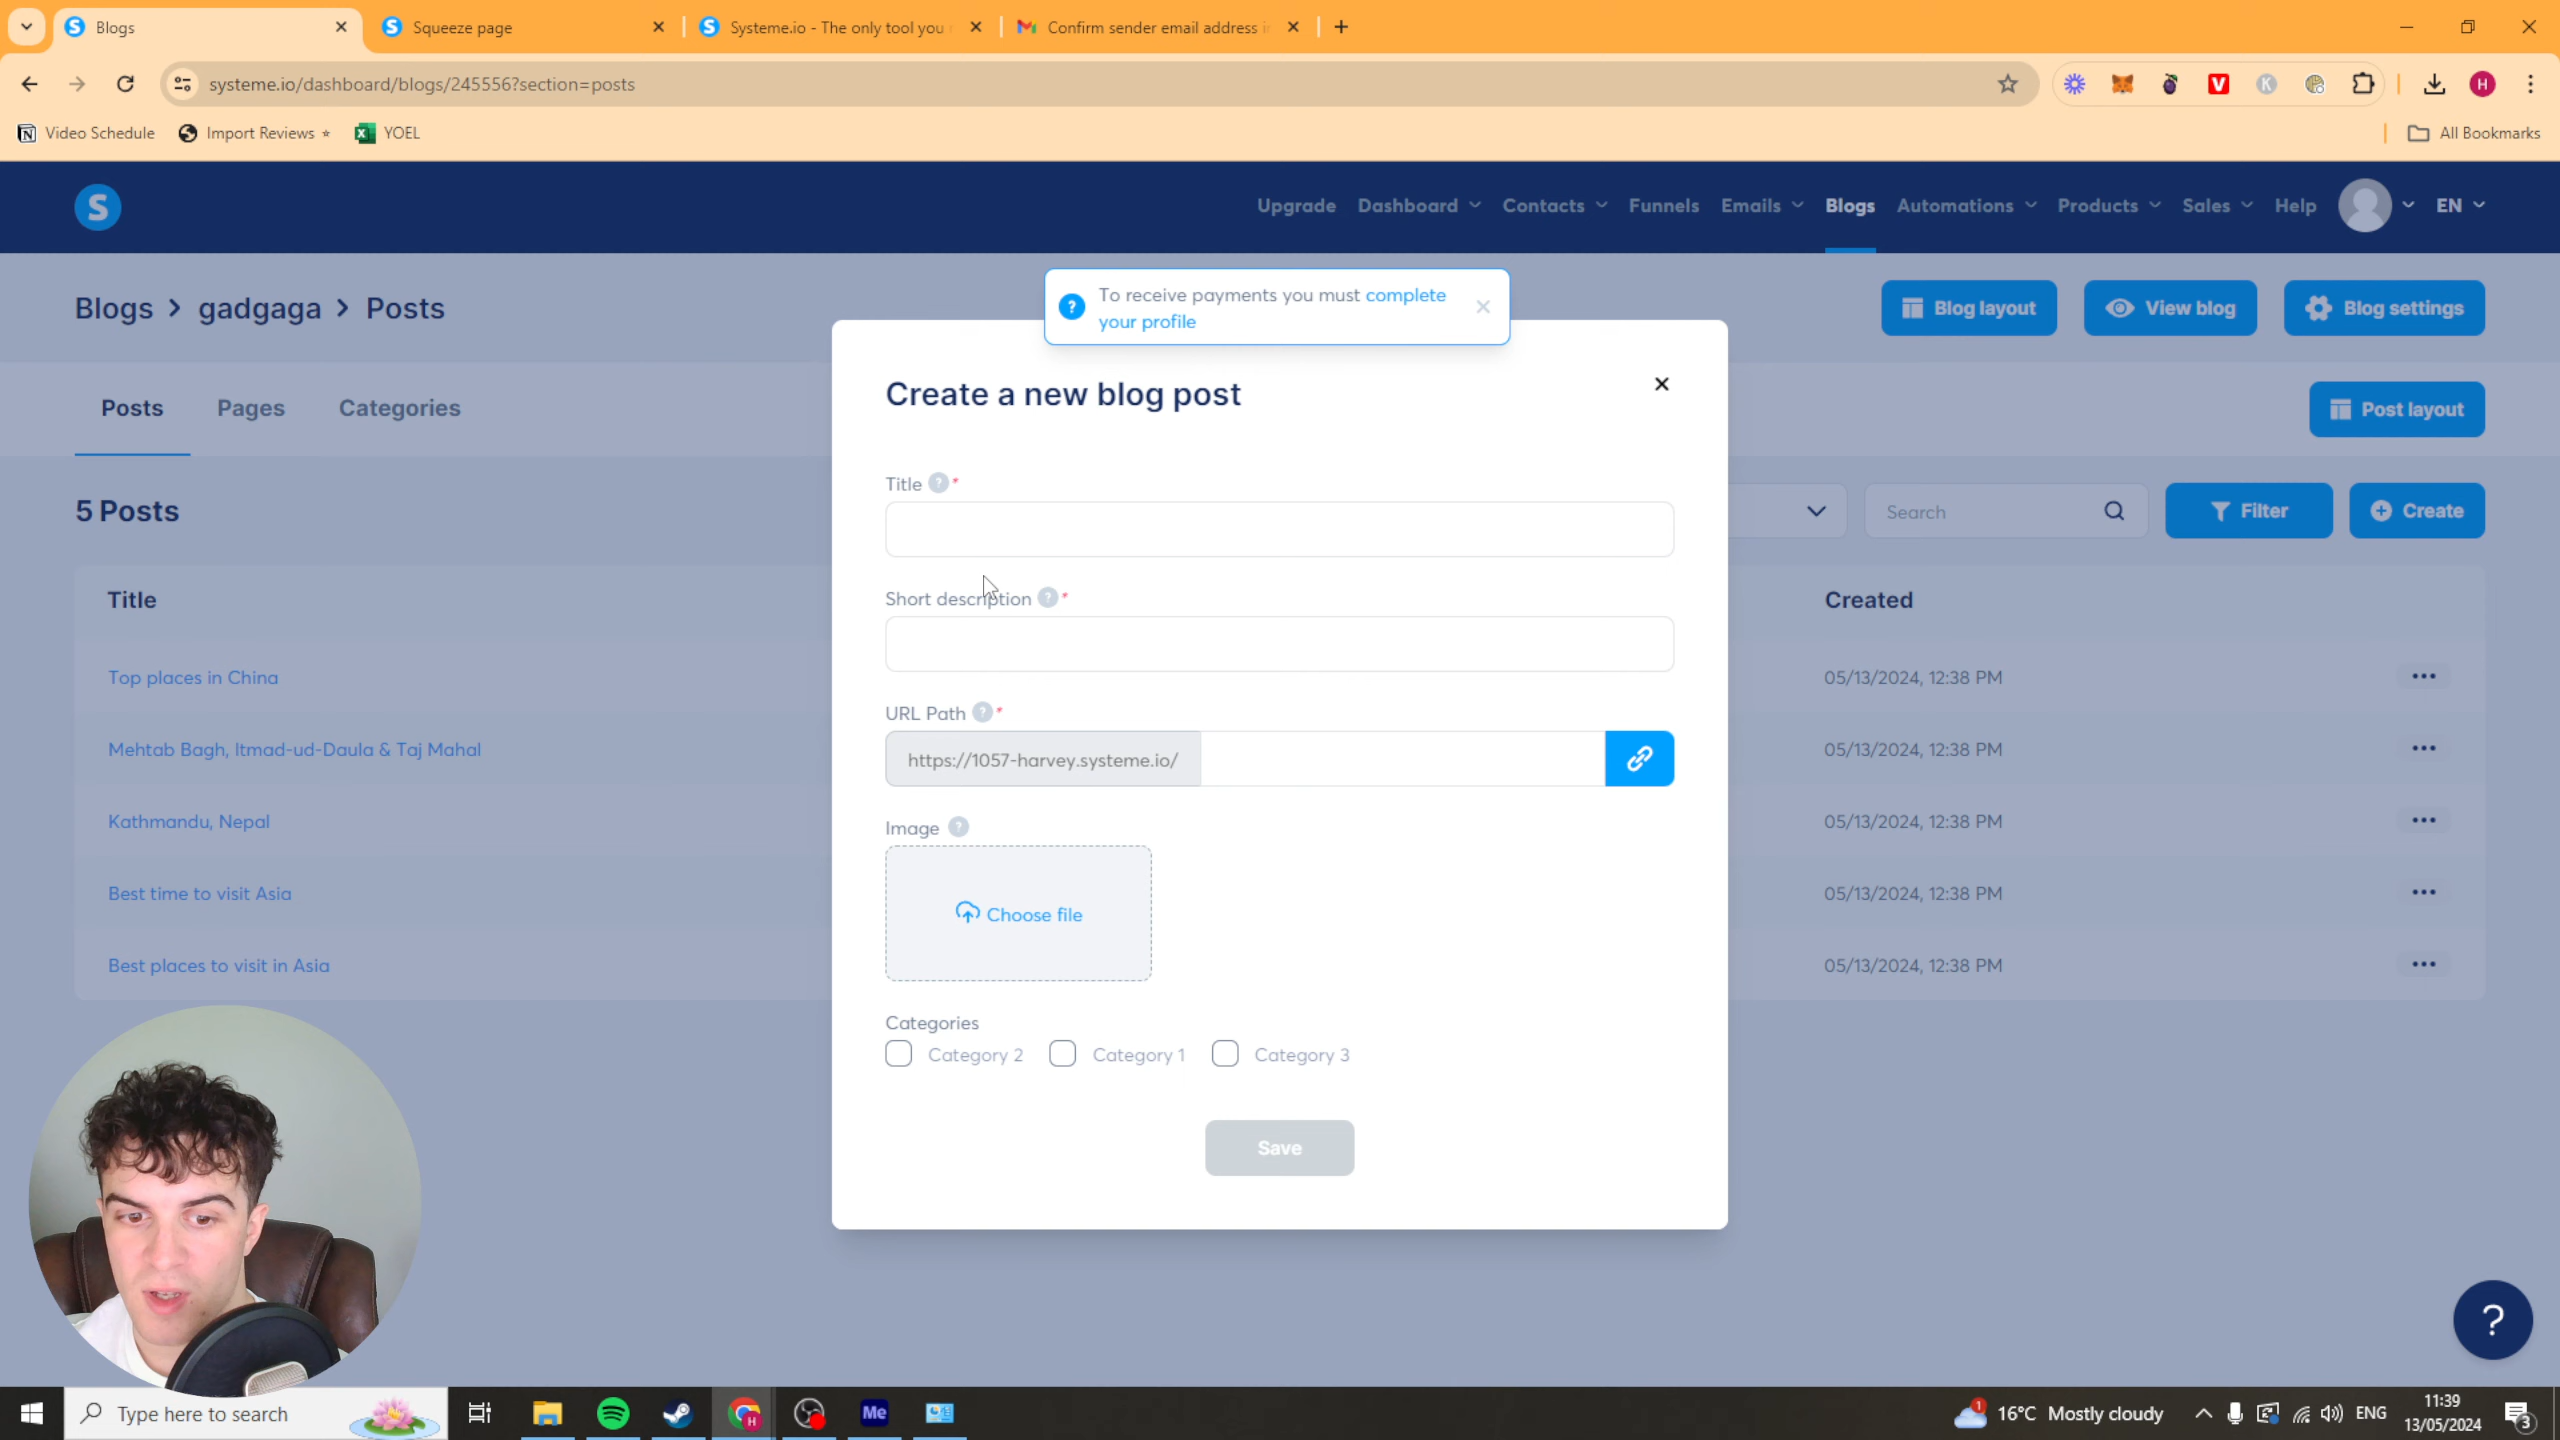 Blogs
Squeeze page
Systeme.io - The only tool you
Confirm sender email address i
systeme.io/dashboard/blogs/245556?section=posts
V
K
H
Video Schedule
Import Reviews
YOEL
All Bookmarks
S
Upgrade
Dashboard
Contacts
Funnels
Emails
Blogs
Automations
Products
Sales
Help
EN
To receive payments you must complete
your profile
Blogs > gadgaga > Posts
Blog layout
View blog
Blog settings
Posts
Pages
Categories
Post layout
Create a new blog post
5 Posts
Search
Filter
Create
Title
Created
Top places in China
05/13/2024, 12:38 PM
Mehtab Bagh, Itmad-ud-Daula & Taj Mahal
05/13/2024, 12:38 PM
Kathmandu, Nepal
05/13/2024, 12:38 PM
Best time to visit Asia
05/13/2024, 12:38 PM
Best places to visit in Asia
05/13/2024, 12:38 PM
Title ? *
Short description ? *
URL Path ? *
https://1057-harvey.systeme.io/
Image ?
Choose file
Categories
Category 2
Category 1
Category 3
Save
?
Type here to search
H
Me
1
16°C Mostly cloudy
ENG
11:39
13/05/2024
3